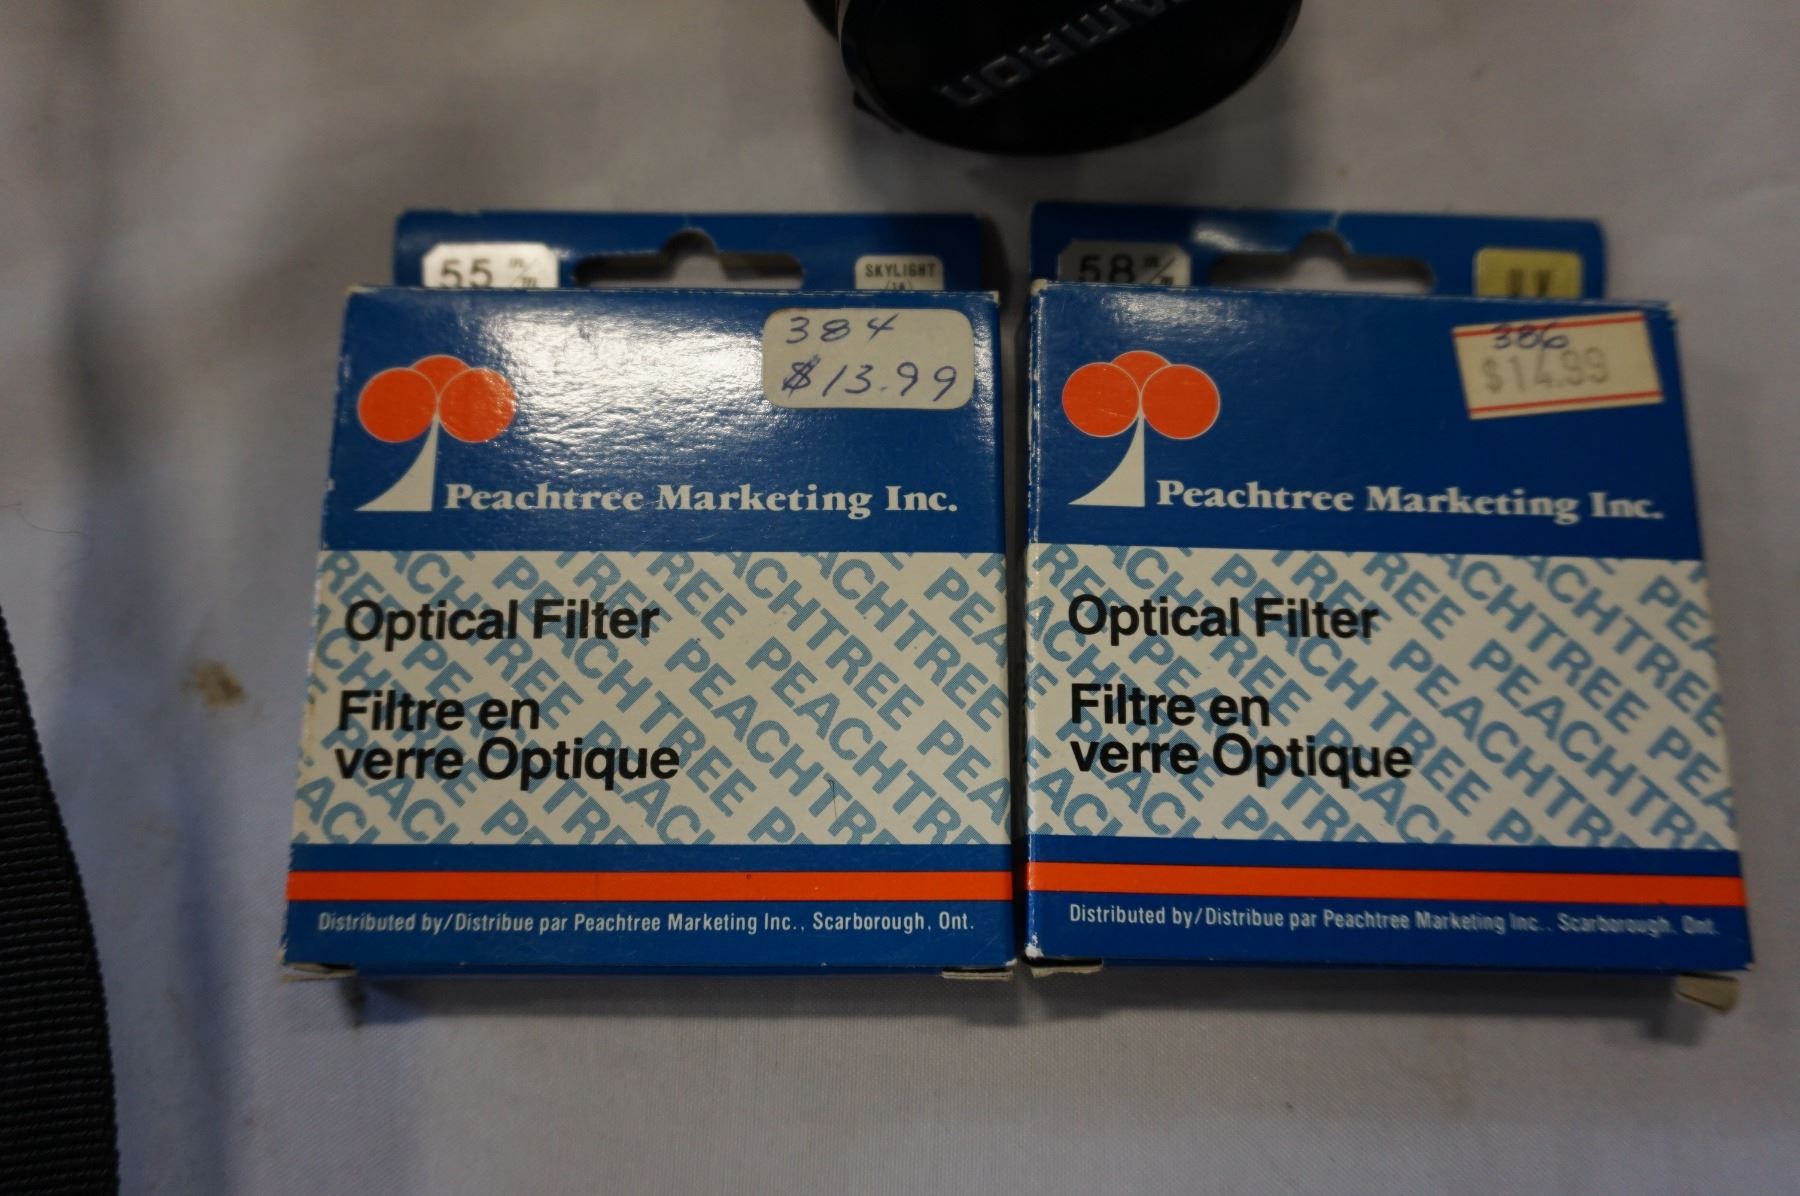 TAMRON
55 m/m
SKYLIGHT
(1A)
384
$13.99
Peachtree Marketing Inc.
Optical Filter
Filtre en
verre Optique
Distributed by/Distribue par Peachtree Marketing Inc., Scarborough, Ont.
58 m/m
U.V.
386
$14.99
Peachtree Marketing Inc.
Optical Filter
Filtre en
verre Optique
Distributed by/Distribue par Peachtree Marketing Inc., Scarborough, Ont.